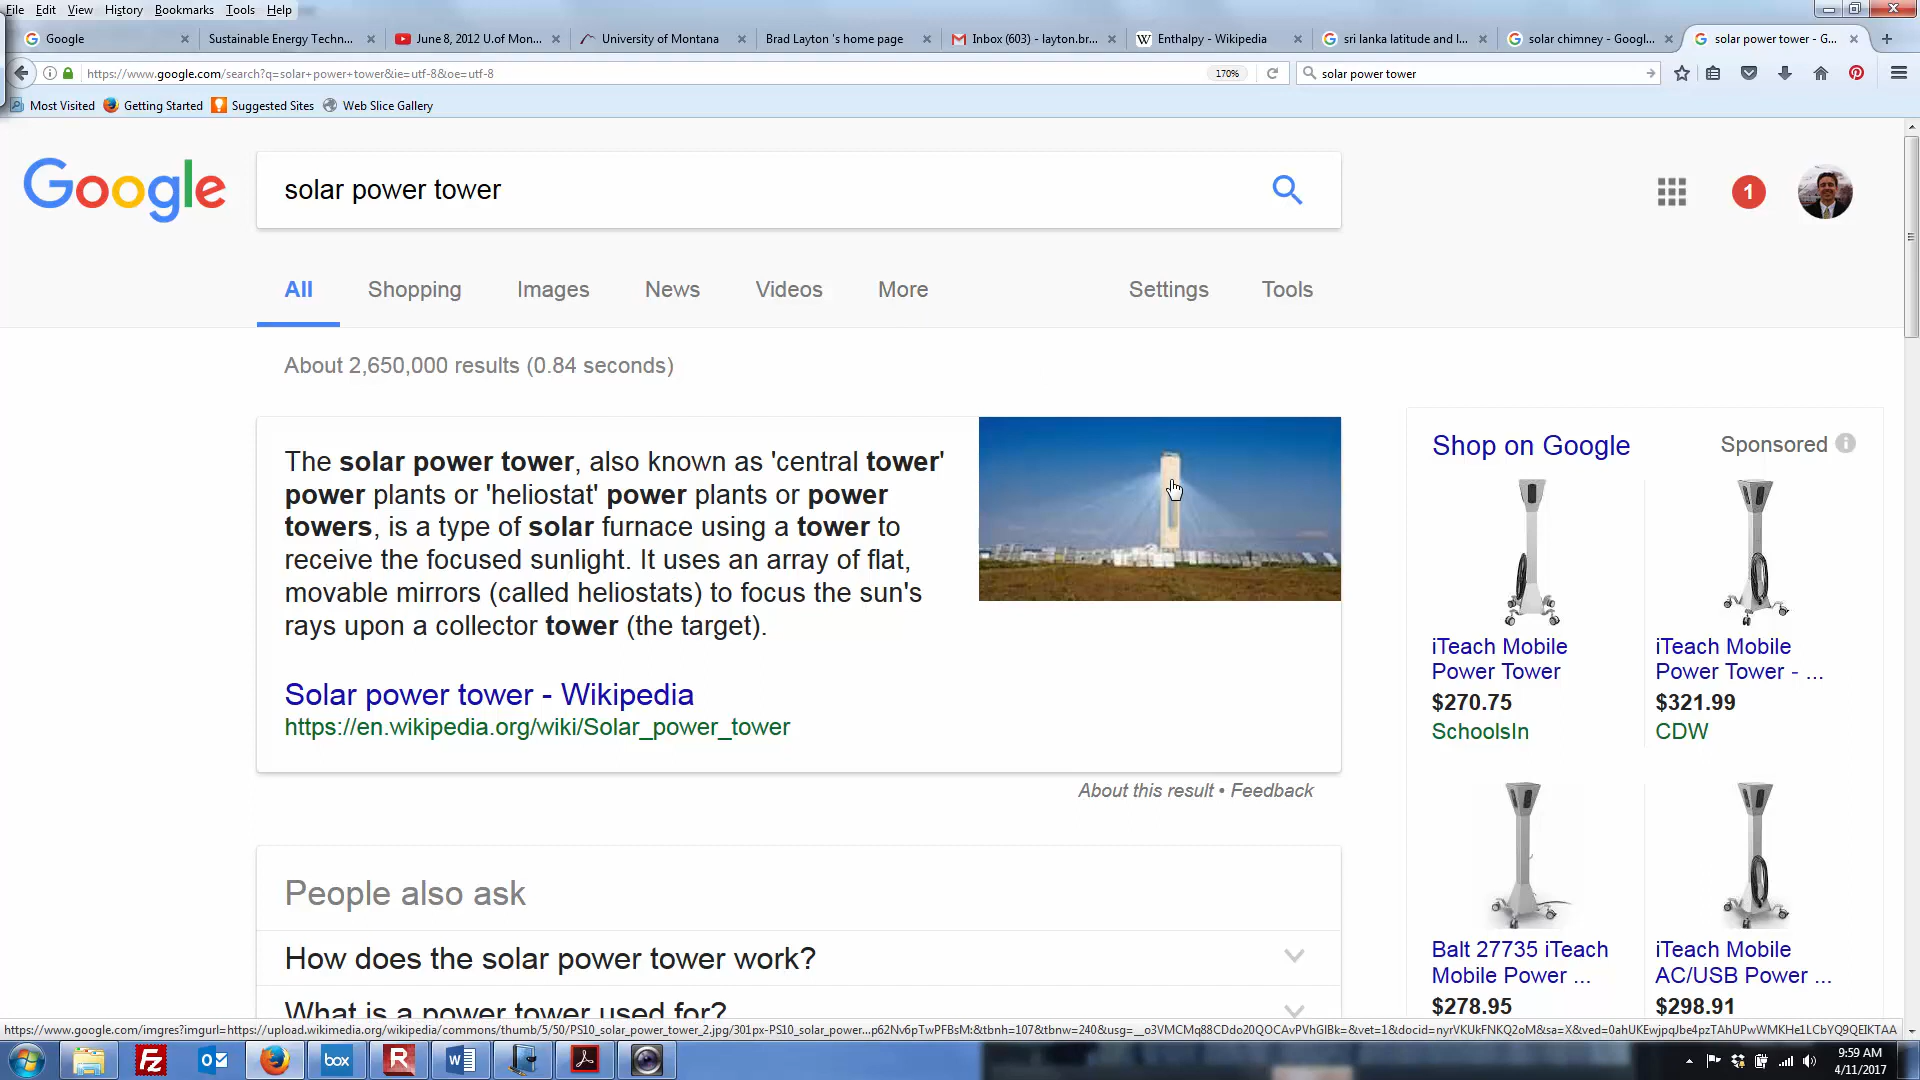 File Edit View History Bookmarks Tools Help
Google
Sustainable Energy Techn...
June 8, 2012 U.of Mon...
University of Montana
Brad Layton 's home page
Inbox (603) - layton.br...
W Enthalpy - Wikipedia
sri lanka latitude and l...
solar chimney - Googl...
solar power tower - G...
https://www.google.com/search?q=solar+power+tower&ie=utf-8&oe=utf-8
170%
solar power tower
Most Visited Getting Started Suggested Sites Web Slice Gallery
Google
solar power tower
1
All Shopping Images News Videos More Settings Tools
About 2,650,000 results (0.84 seconds)
The solar power tower, also known as 'central tower'
power plants or 'heliostat' power plants or power
towers, is a type of solar furnace using a tower to
receive the focused sunlight. It uses an array of flat,
movable mirrors (called heliostats) to focus the sun's
rays upon a collector tower (the target).
Solar power tower - Wikipedia
https://en.wikipedia.org/wiki/Solar_power_tower
About this result • Feedback
People also ask
How does the solar power tower work?
What is a power tower used for?
Shop on Google
Sponsored
iTeach Mobile
Power Tower
$270.75
SchoolsIn
iTeach Mobile
Power Tower - ...
$321.99
CDW
Balt 27735 iTeach
Mobile Power ...
$278.95
iTeach Mobile
AC/USB Power ...
$298.91
Fz
box
R
W
9:59 AM
4/11/2017